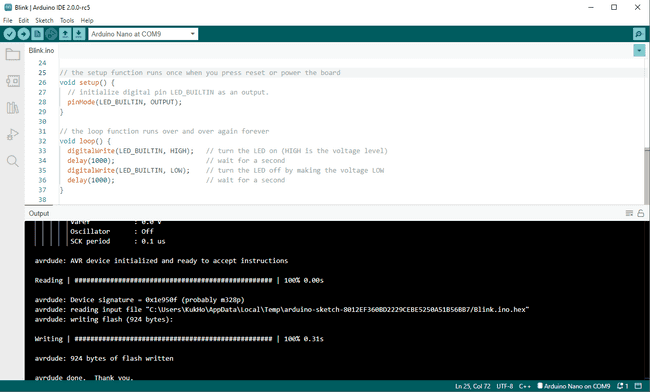 Blink | Arduino IDE 2.0.0-rc5
File Edit Sketch Tools Help
Arduino Nano at COM9
Blink.ino
24
25 // the setup function runs once when you press reset or power the board
26 void setup() {
27 // initialize digital pin LED_BUILTIN as an output.
28 pinMode(LED_BUILTIN, OUTPUT);
29 }
30
31 // the loop function runs over and over again forever
32 void loop() {
33 digitalWrite(LED_BUILTIN, HIGH); // turn the LED on (HIGH is the voltage level)
34 delay(1000); // wait for a second
35 digitalWrite(LED_BUILTIN, LOW); // turn the LED off by making the voltage LOW
36 delay(1000); // wait for a second
37 }
38
Output
Varef : 0.0 V
Oscillator : Off
SCK period : 0.1 us
avrdude: AVR device initialized and ready to accept instructions
Reading | ################################################## | 100% 0.00s
avrdude: Device signature = 0x1e950f (probably m328p)
avrdude: reading input file "C:\Users\KukHo\AppData\Local\Temp\arduino-sketch-8012EF360BD2229CEBE5250A51B56BB7/Blink.ino.hex"
avrdude: writing flash (924 bytes):
Writing | ################################################## | 100% 0.31s
avrdude: 924 bytes of flash written
avrdude done. Thank you.
Ln 25, Col 72 UTF-8 C++ Arduino Nano on COM9 1